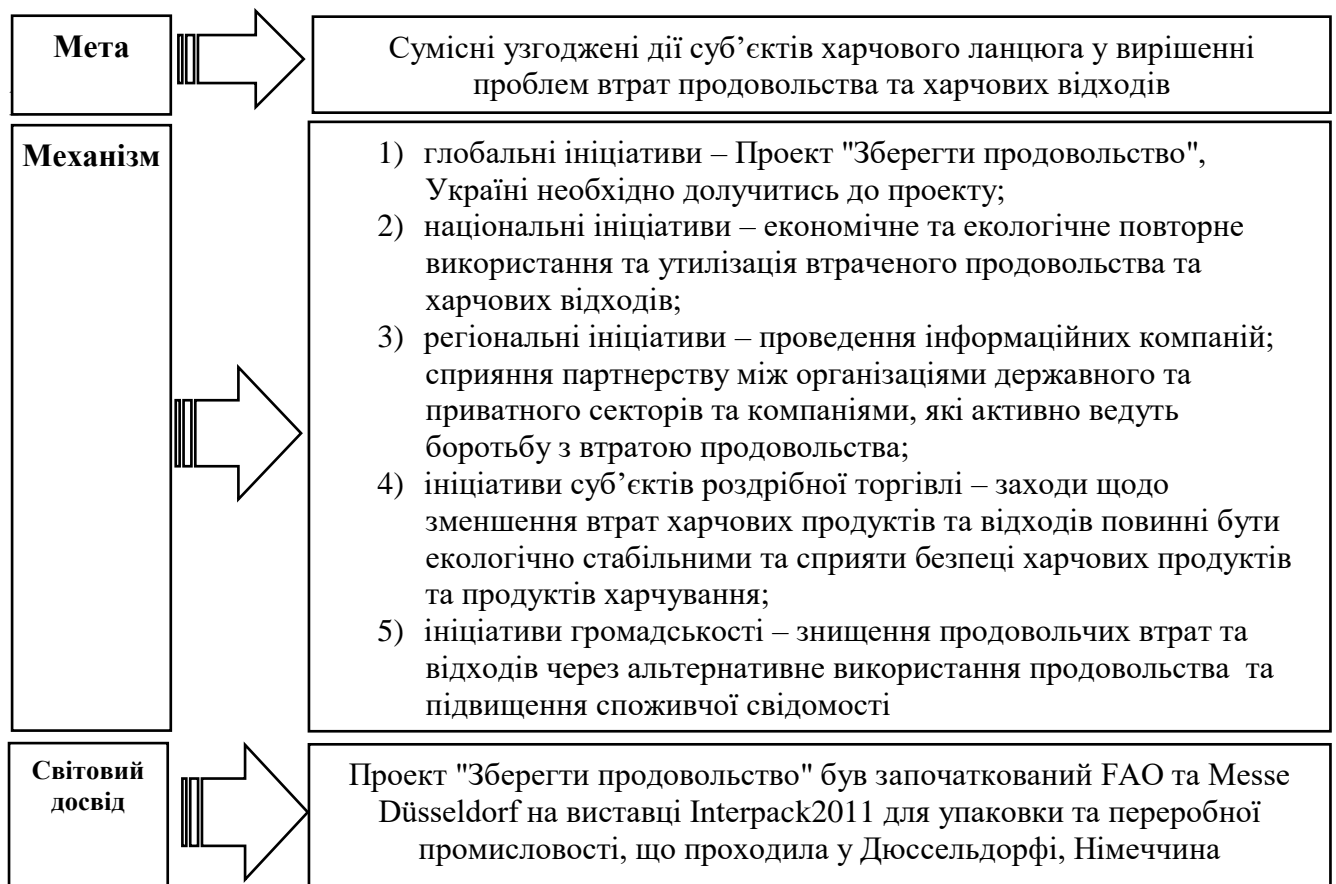 Мета
Сумісні узгоджені дії суб’єктів харчового ланцюга у вирішенні
проблем втрат продовольства та харчових відходів
Механізм
1) глобальні ініціативи – Проект "Зберегти продовольство",
Україні необхідно долучитись до проекту;
2) національні ініціативи – економічне та екологічне повторне
використання та утилізація втраченого продовольства та
харчових відходів;
3) регіональні ініціативи – проведення інформаційних компаній;
сприяння партнерству між організаціями державного та
приватного секторів та компаніями, які активно ведуть
боротьбу з втратою продовольства;
4) ініціативи суб’єктів роздрібної торгівлі – заходи щодо
зменшення втрат харчових продуктів та відходів повинні бути
екологічно стабільними та сприяти безпеці харчових продуктів
та продуктів харчування;
5) ініціативи громадськості – знищення продовольчих втрат та
відходів через альтернативне використання продовольства та
підвищення споживчої свідомості
Світовий
досвід
Проект "Зберегти продовольство" був започаткований FAO та Messe
Düsseldorf на виставці Interpack2011 для упаковки та переробної
промисловості, що проходила у Дюссельдорфі, Німеччина